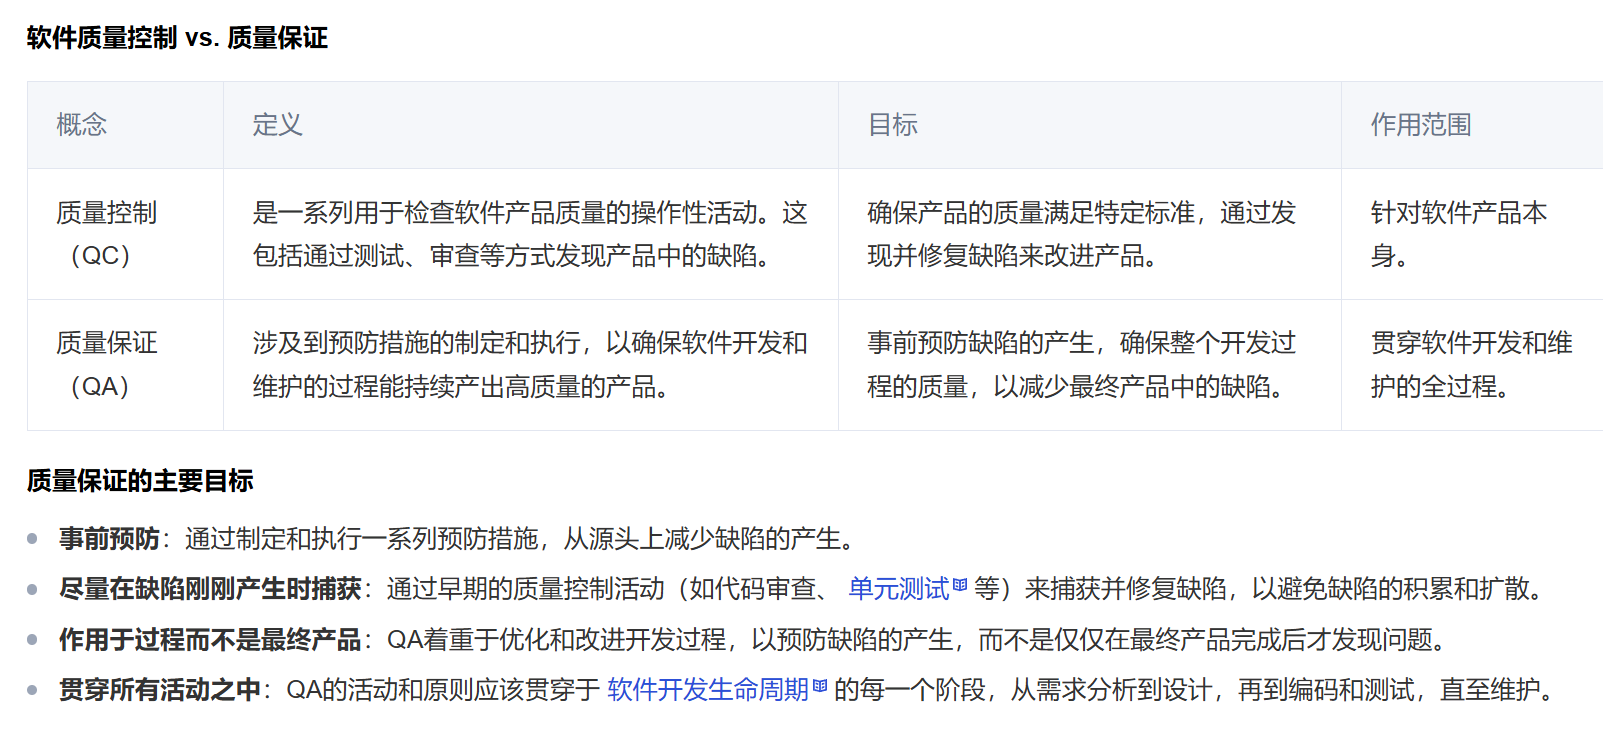 软件质量控制 vs. 质量保证
概念 定义 目标 作用范围
质量控制（QC） 是一系列用于检查软件产品质量的操作性活动。这包括通过测试、审查等方式发现产品中的缺陷。 确保产品的质量满足特定标准，通过发现并修复缺陷来改进产品。 针对软件产品本身。
质量保证（QA） 涉及到预防措施的制定和执行，以确保软件开发和维护的过程能持续产出高质量的产品。 事前预防缺陷的产生，确保整个开发过程的质量，以减少最终产品中的缺陷。 贯穿软件开发和维护的全过程。
质量保证的主要目标
事前预防：通过制定和执行一系列预防措施，从源头上减少缺陷的产生。
尽量在缺陷刚刚产生时捕获：通过早期的质量控制活动（如代码审查、 单元测试 等）来捕获并修复缺陷，以避免缺陷的积累和扩散。
作用于过程而不是最终产品：QA着重于优化和改进开发过程，以预防缺陷的产生，而不是仅仅在最终产品完成后才发现问题。
贯穿所有活动之中：QA的活动和原则应该贯穿于 软件开发生命周期 的每一个阶段，从需求分析到设计，再到编码和测试，直至维护。